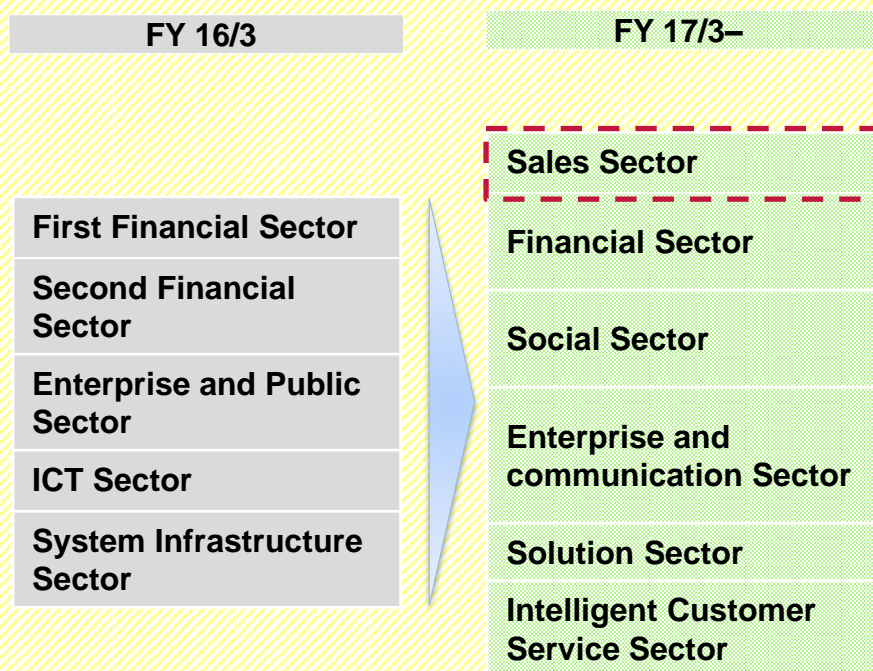 FY 16/3
First Financial Sector
Second Financial
Sector
Enterprise and Public
Sector
ICT Sector
System Infrastructure
Sector
FY 17/3–
Sales Sector
Financial Sector
Social Sector
Enterprise and
communication Sector
Solution Sector
Intelligent Customer
Service Sector